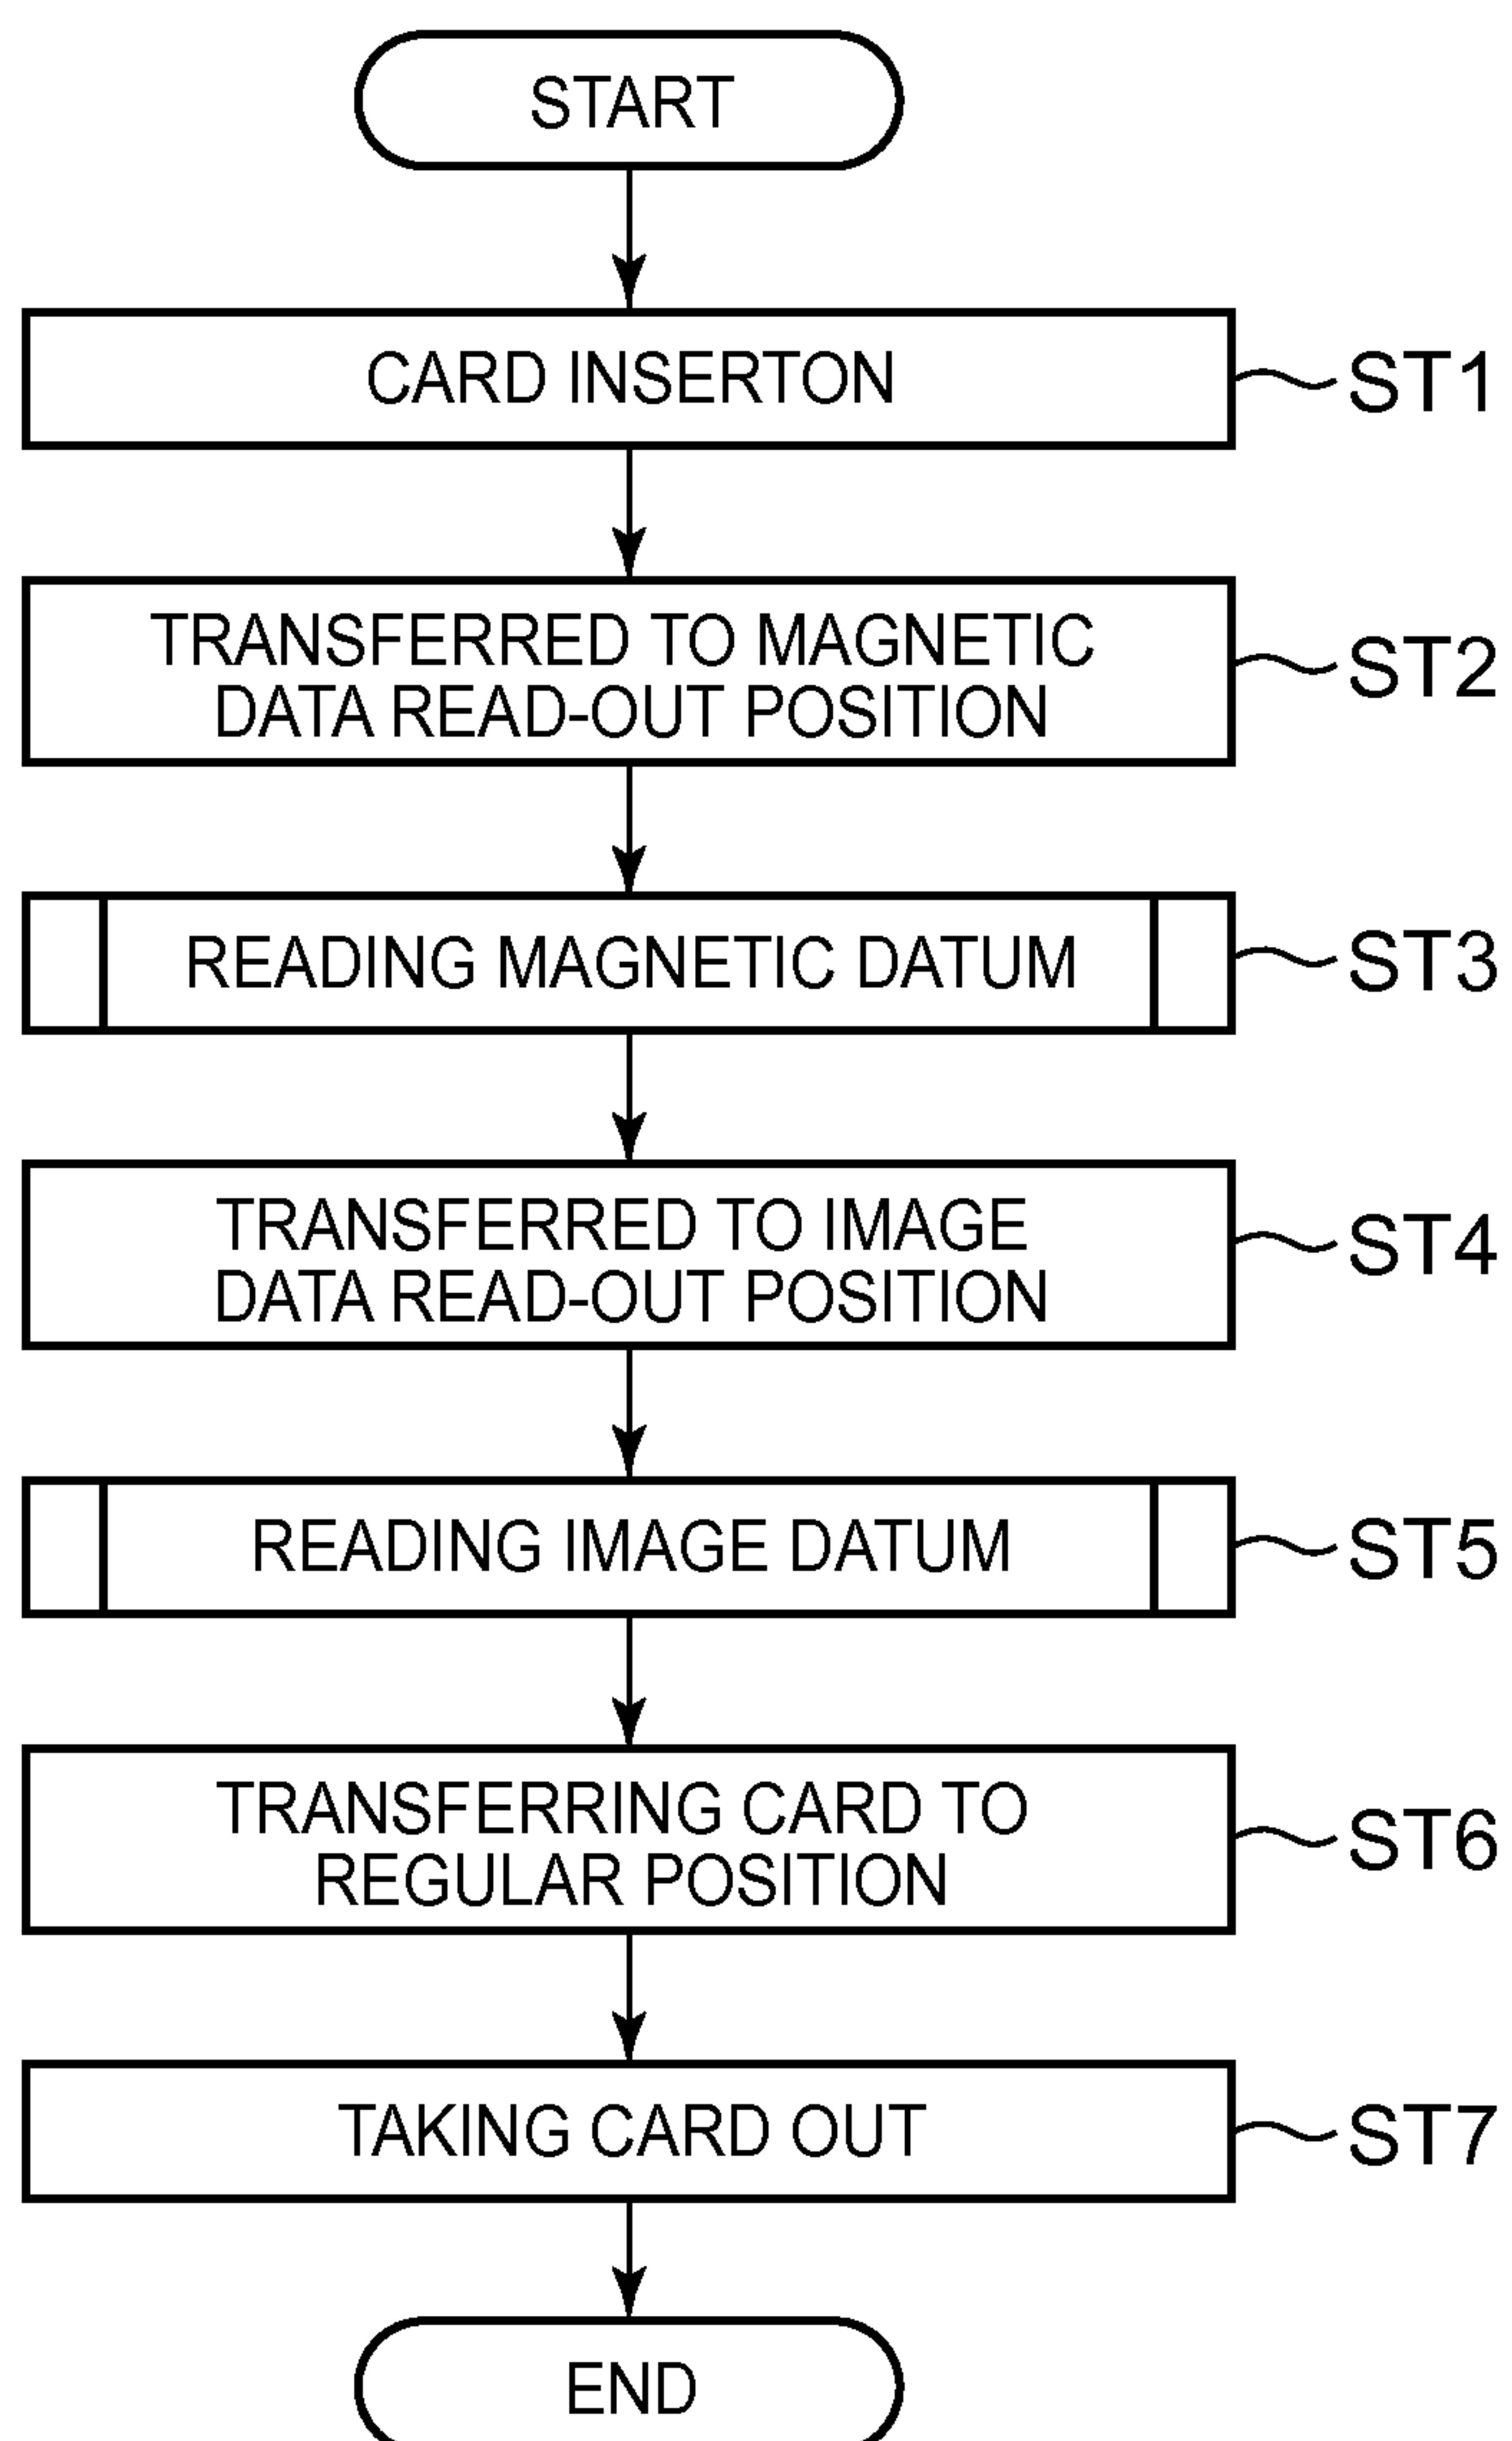 START
CARD INSERTON
ST1
TRANSFERRED TO MAGNETIC
DATA READ-OUT POSITION
ST2
READING MAGNETIC DATUM
ST3
TRANSFERRED TO IMAGE
DATA READ-OUT POSITION
ST4
READING IMAGE DATUM
ST5
TRANSFERRING CARD TO
REGULAR POSITION
ST6
TAKING CARD OUT
ST7
END